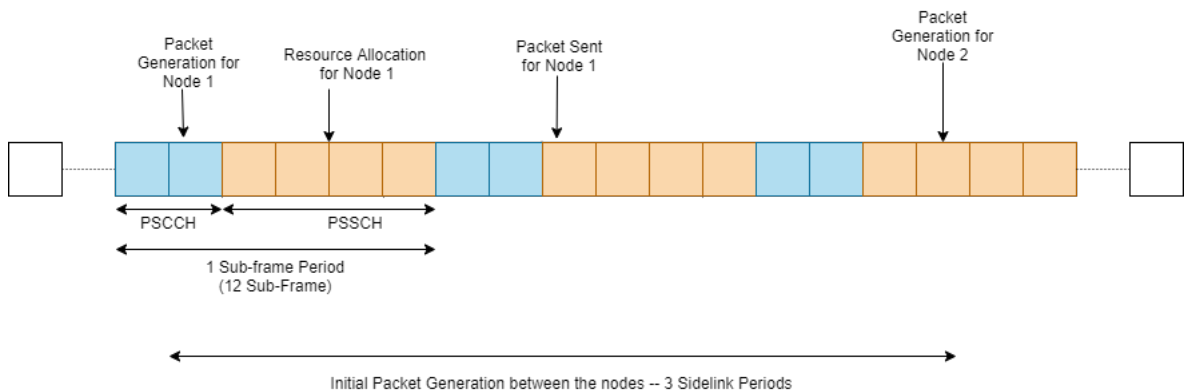 Packet
Generation for
Node 1
Resource Allocation
for Node 1
Packet Sent
for Node 1
Packet
Generation for
Node 2
PSCCH
PSSCH
1 Sub-frame Period
(12 Sub-Frame)
Initial Packet Generation between the nodes -- 3 Sidelink Periods